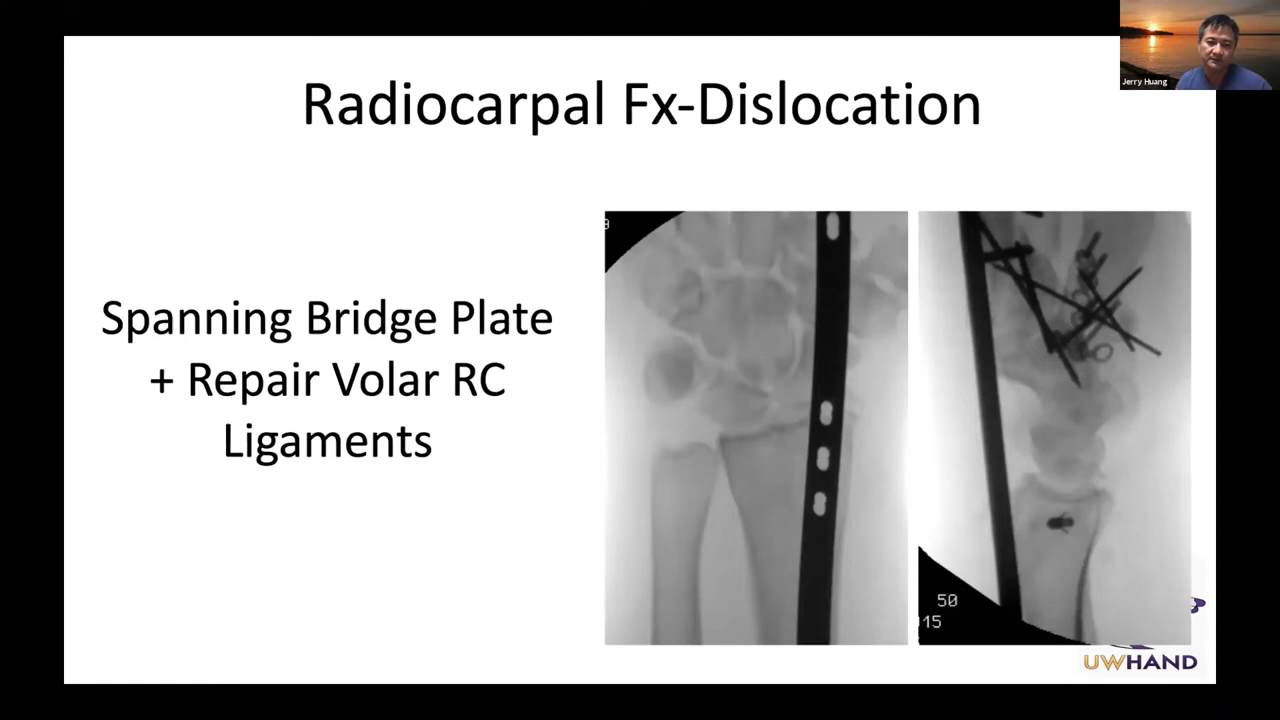 Jerry Huang
Radiocarpal Fx-Dislocation
Spanning Bridge Plate
+ Repair Volar RC
Ligaments
50
15
UWHAND